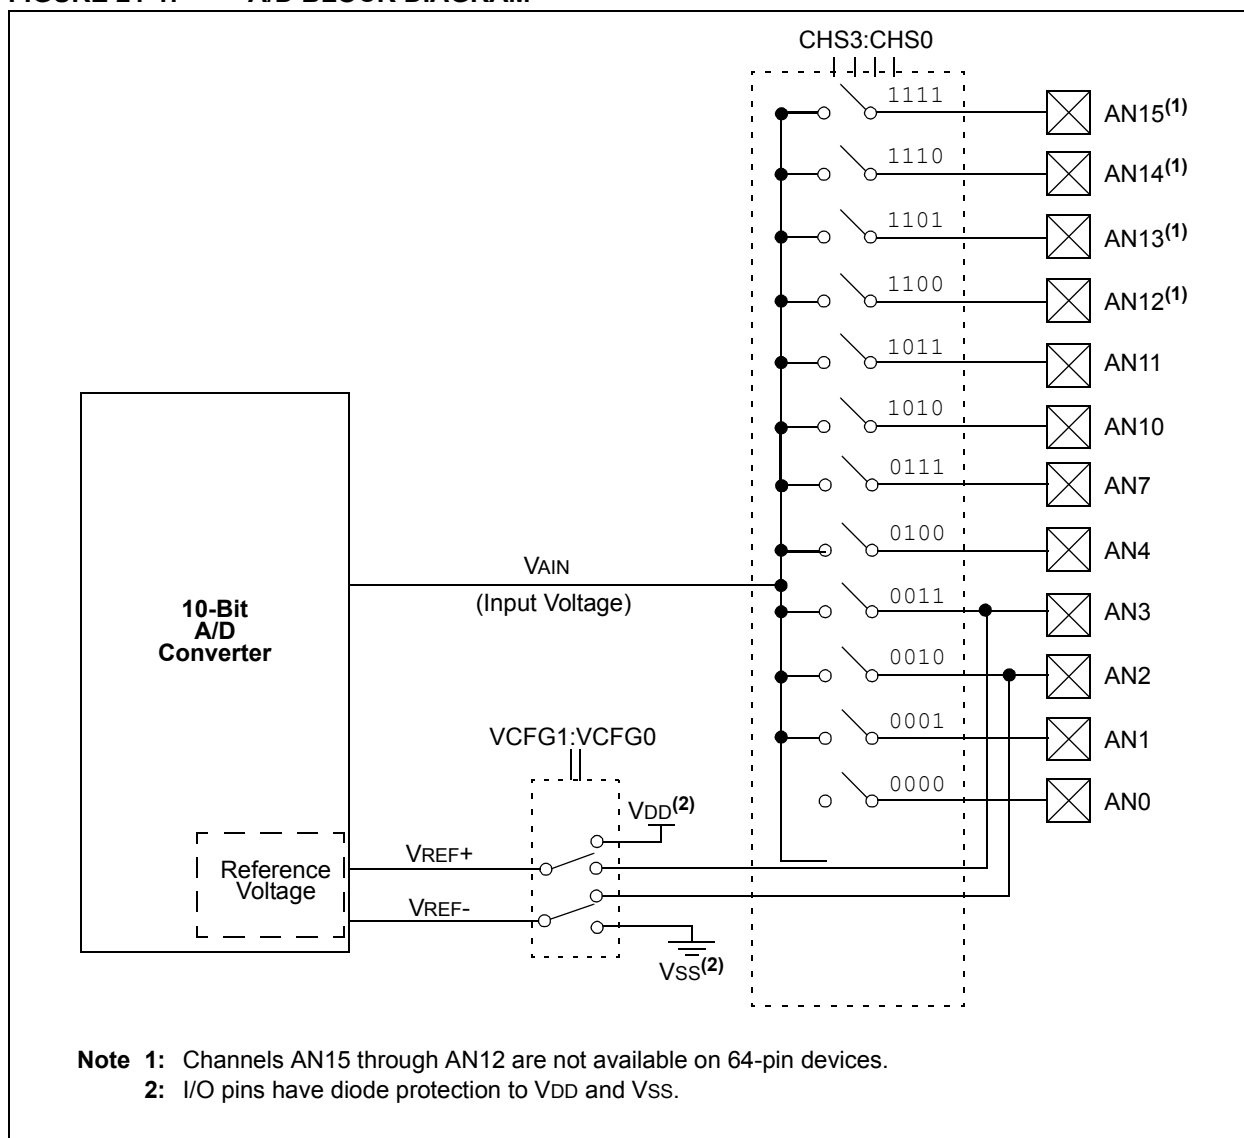 CHS3:CHS0
1111
AN15(1)
1110
AN14(1)
1101
AN13(1)
1100
AN12(1)
1011
AN11
1010
AN10
0111
AN7
0100
AN4
VAIN
(Input Voltage)
0011
AN3
10-Bit
A/D
Converter
0010
AN2
0001
AN1
VCFG1:VCFG0
0000
AN0
VDD(2)
Reference
Voltage
VREF+
VREF-
VSS(2)
Note 1: Channels AN15 through AN12 are not available on 64-pin devices.
2: I/O pins have diode protection to VDD and VSS.